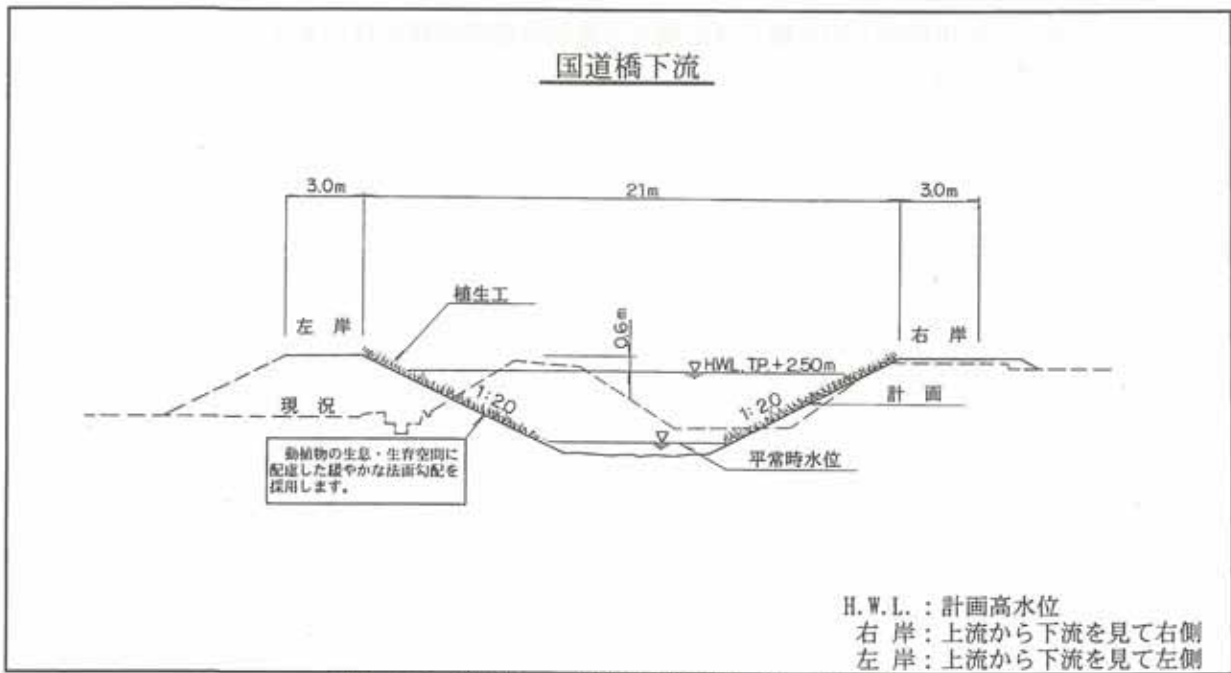 国道橋下流
3.0m
21m
3.0m
植生工
左 岸
0.6m
右 岸
H.W.L. T.P.+2.50m
現 況
1:2.0
1:2.0
計 画
平常時水位
動植物の生息・生育空間に
配慮した緩やかな法面勾配を
採用します。
H.W.L.：計画高水位
右 岸：上流から下流を見て右側
左 岸：上流から下流を見て左側